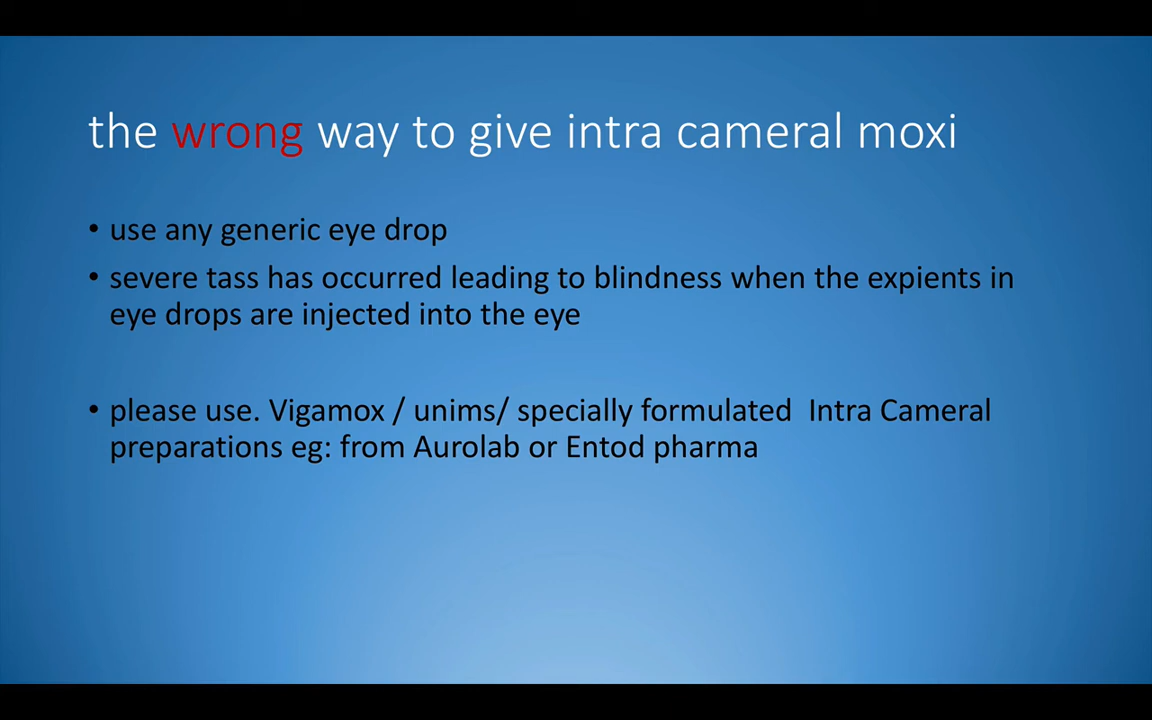 the wrong way to give intra cameral moxi
• use any generic eye drop
• severe tass has occurred leading to blindness when the expients in
eye drops are injected into the eye
• please use. Vigamox / unims/ specially formulated  Intra Cameral
preparations eg: from Aurolab or Entod pharma